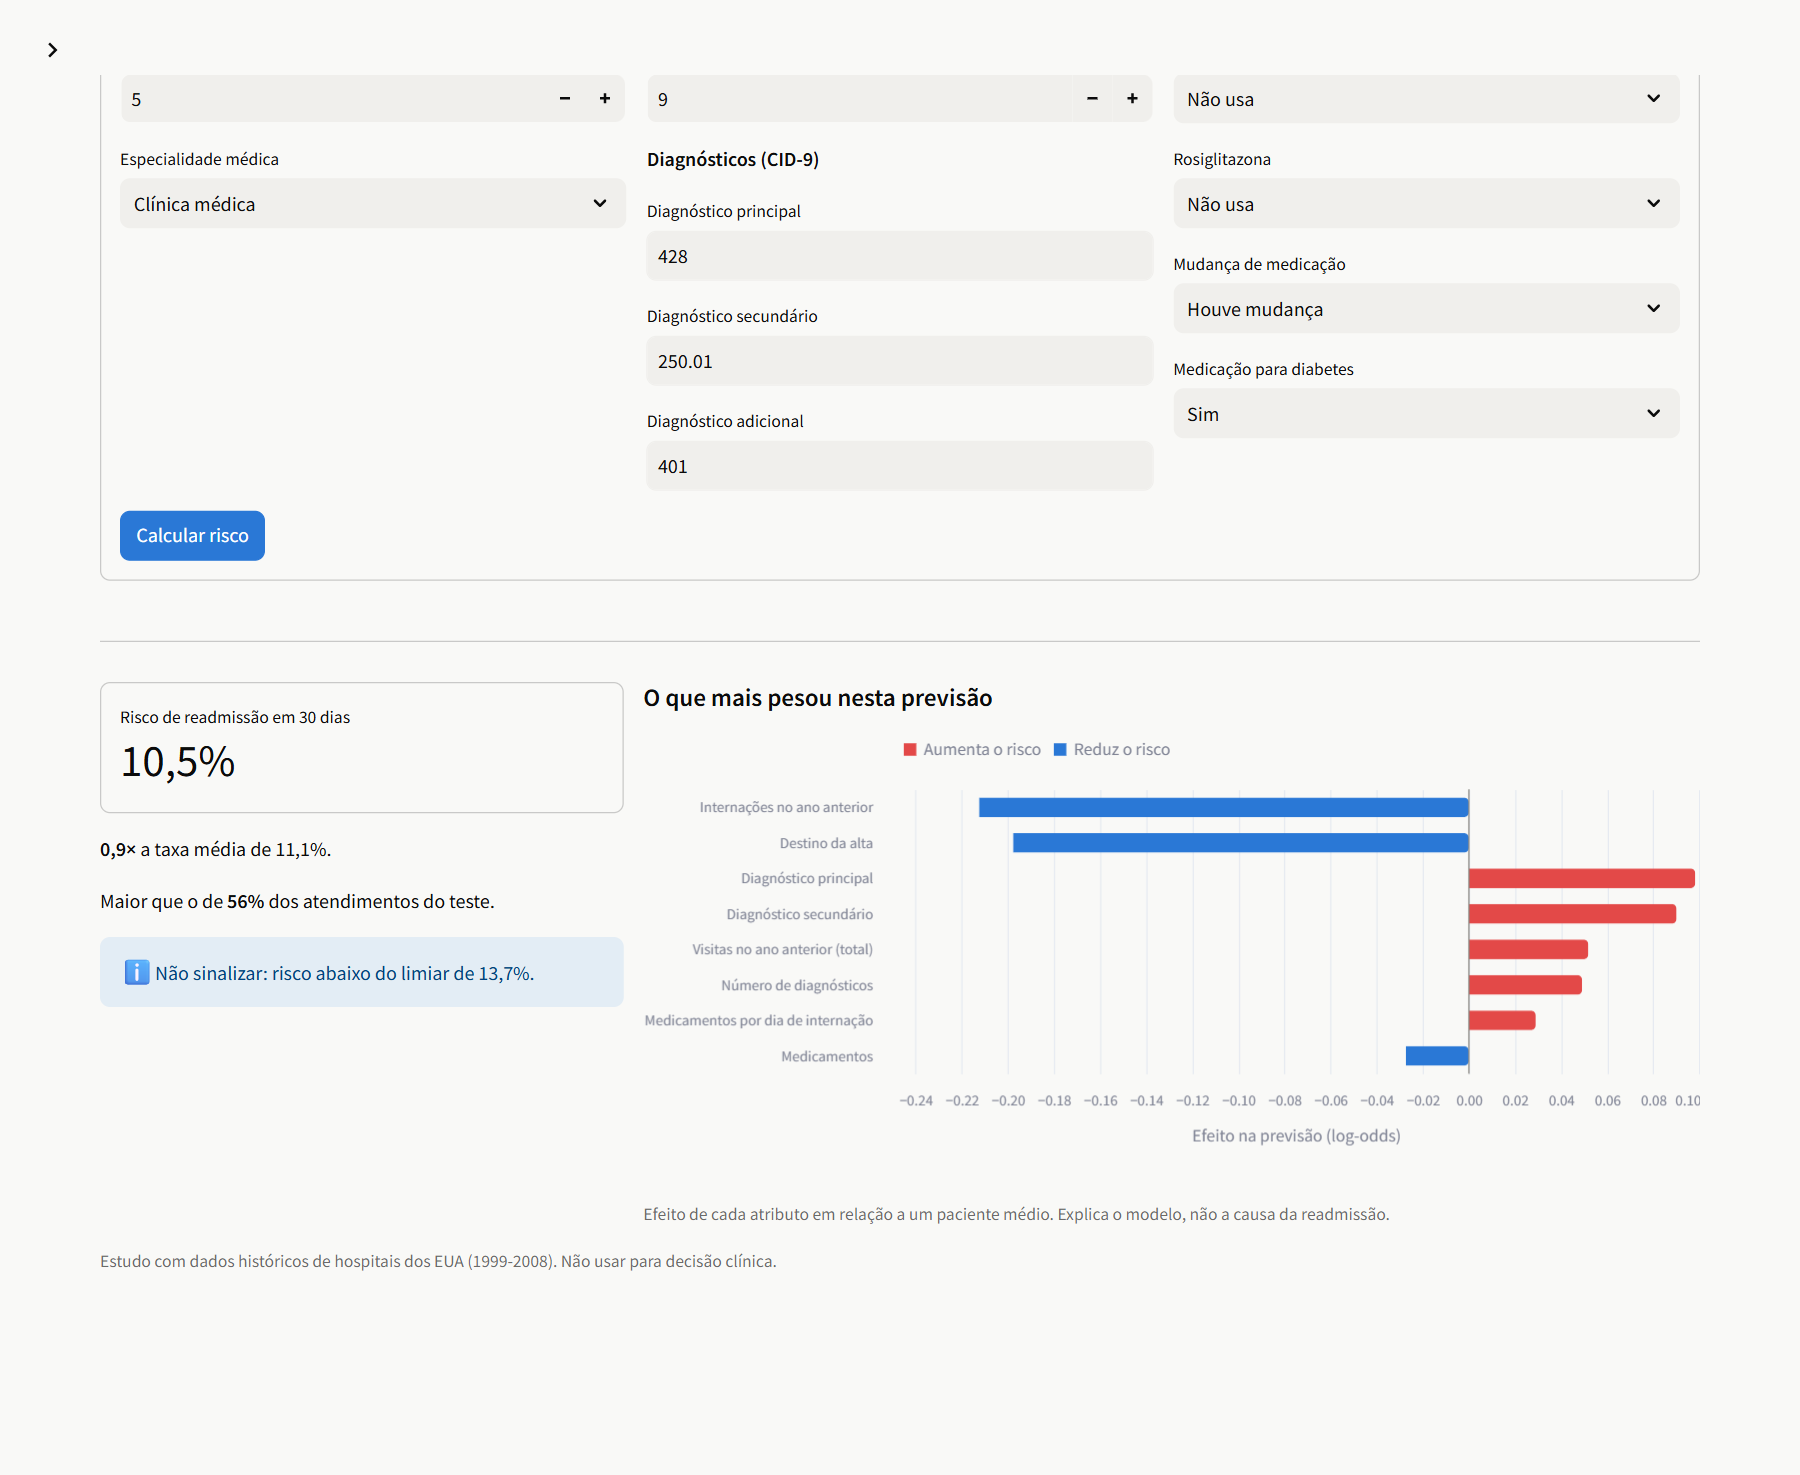 5
9
Não usa
Especialidade médica
Clínica médica
Diagnósticos (CID-9)
Diagnóstico principal
428
Diagnóstico secundário
250.01
Diagnóstico adicional
401
Rosiglitazona
Não usa
Mudança de medicação
Houve mudança
Medicação para diabetes
Sim
Calcular risco
Risco de readmissão em 30 dias
10,5%
0,9× a taxa média de 11,1%.
Maior que o de 56% dos atendimentos do teste.
Não sinalizar: risco abaixo do limiar de 13,7%.
O que mais pesou nesta previsão
Aumenta o risco Reduz o risco
Internações no ano anterior
Destino da alta
Diagnóstico principal
Diagnóstico secundário
Visitas no ano anterior (total)
Número de diagnósticos
Medicamentos por dia de internação
Medicamentos
−0.24 −0.22 −0.20 −0.18 −0.16 −0.14 −0.12 −0.10 −0.08 −0.06 −0.04 −0.02 0.00 0.02 0.04 0.06 0.08 0.10
Efeito na previsão (log-odds)
Efeito de cada atributo em relação a um paciente médio. Explica o modelo, não a causa da readmissão.
Estudo com dados históricos de hospitais dos EUA (1999-2008). Não usar para decisão clínica.